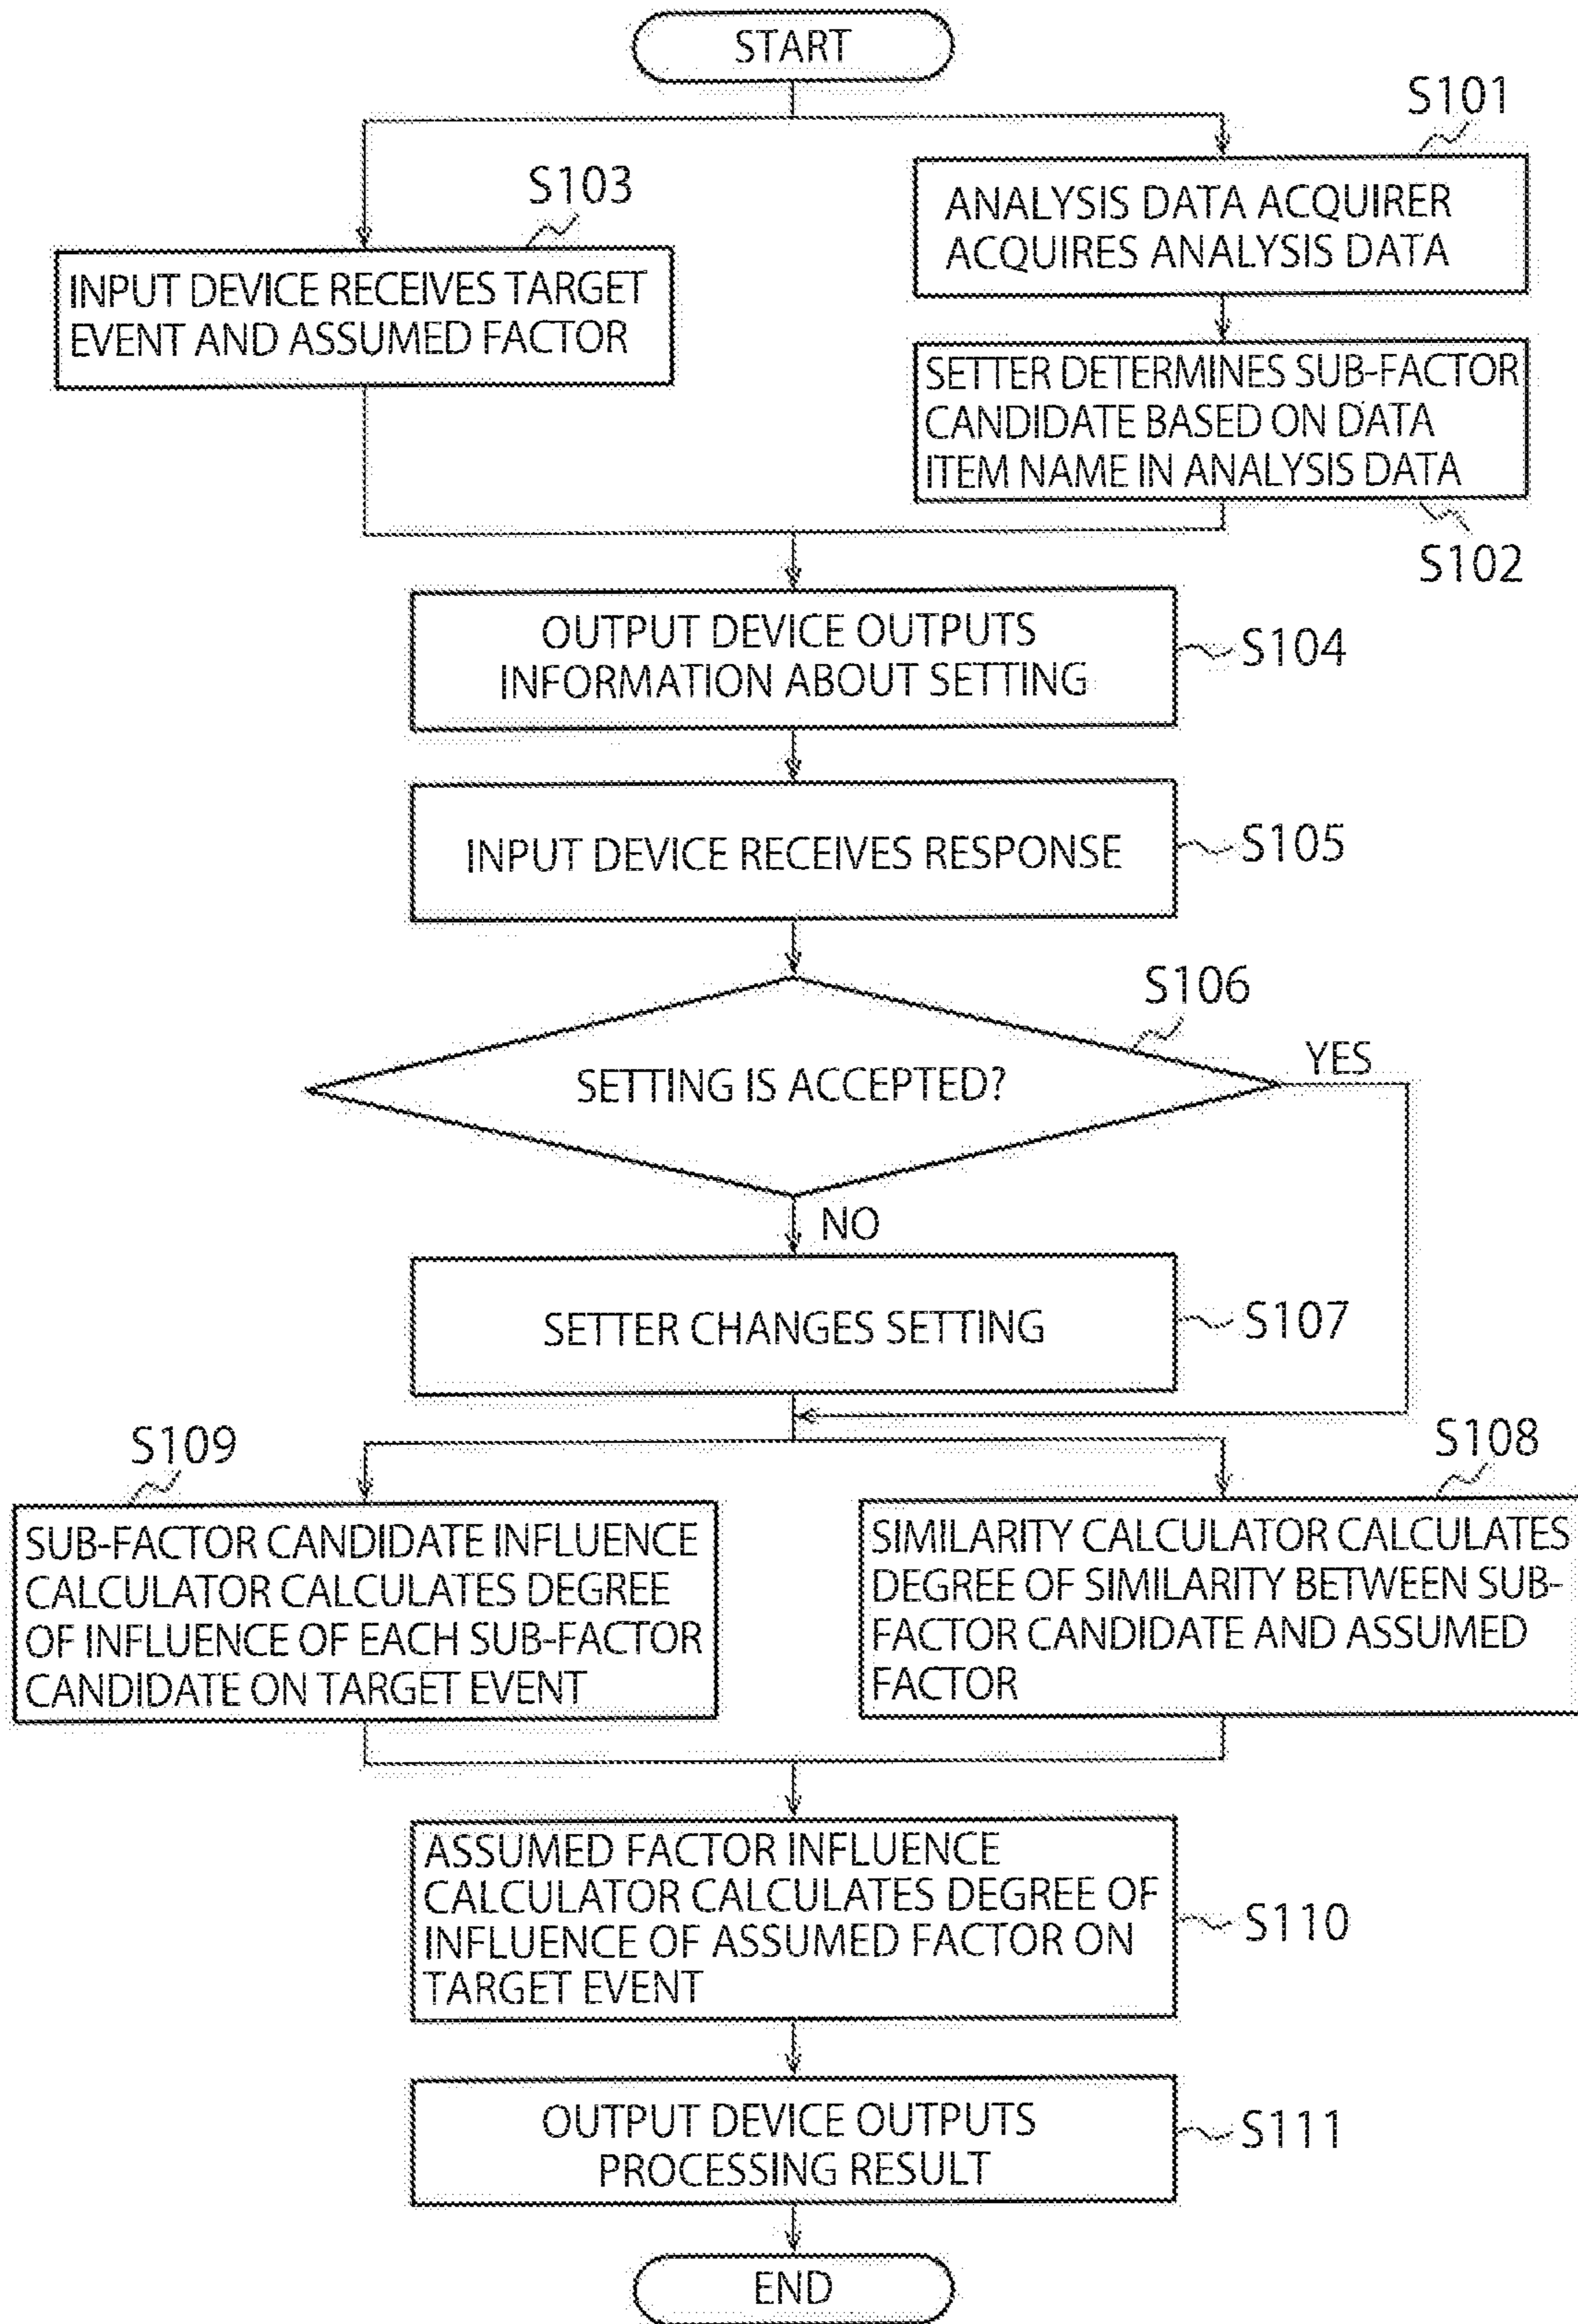 START
S101
ANALYSIS DATA ACQUIRER
ACQUIRES ANALYSIS DATA
S103
INPUT DEVICE RECEIVES TARGET
EVENT AND ASSUMED FACTOR
SETTER DETERMINES SUB-FACTOR
CANDIDATE BASED ON DATA
ITEM NAME IN ANALYSIS DATA
S102
OUTPUT DEVICE OUTPUTS
INFORMATION ABOUT SETTING
S104
INPUT DEVICE RECEIVES RESPONSE
S105
S106
SETTING IS ACCEPTED?
YES
NO
SETTER CHANGES SETTING
S107
S109
SUB-FACTOR CANDIDATE INFLUENCE
CALCULATOR CALCULATES DEGREE
OF INFLUENCE OF EACH SUB-FACTOR
CANDIDATE ON TARGET EVENT
S108
SIMILARITY CALCULATOR CALCULATES
DEGREE OF SIMILARITY BETWEEN SUB-
FACTOR CANDIDATE AND ASSUMED
FACTOR
ASSUMED FACTOR INFLUENCE
CALCULATOR CALCULATES DEGREE OF
INFLUENCE OF ASSUMED FACTOR ON
TARGET EVENT
S110
OUTPUT DEVICE OUTPUTS
PROCESSING RESULT
S111
END